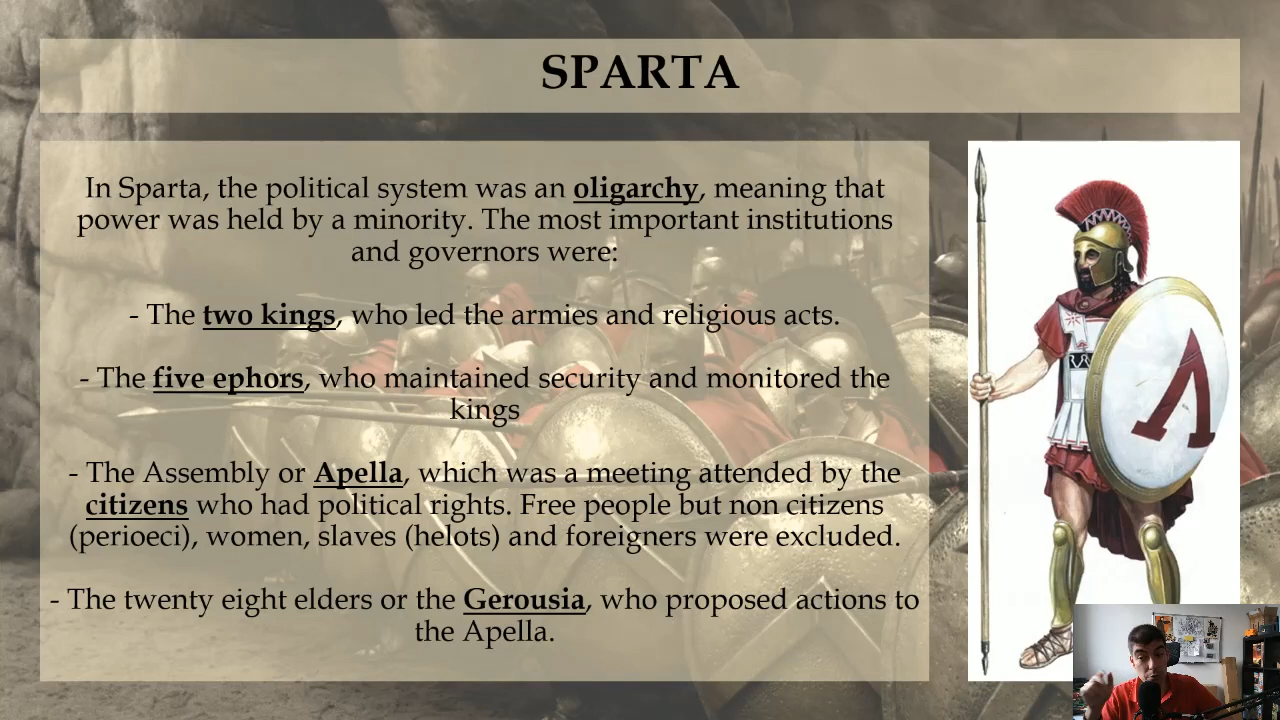 SPARTA
In Sparta, the political system was an oligarchy, meaning that
power was held by a minority. The most important institutions
and governors were:
- The two kings, who led the armies and religious acts.
- The five ephors, who maintained security and monitored the
kings
- The Assembly or Apella, which was a meeting attended by the
citizens who had political rights. Free people but non citizens
(perioeci), women, slaves (helots) and foreigners were excluded.
- The twenty eight elders or the Gerousia, who proposed actions to
the Apella.
Λ